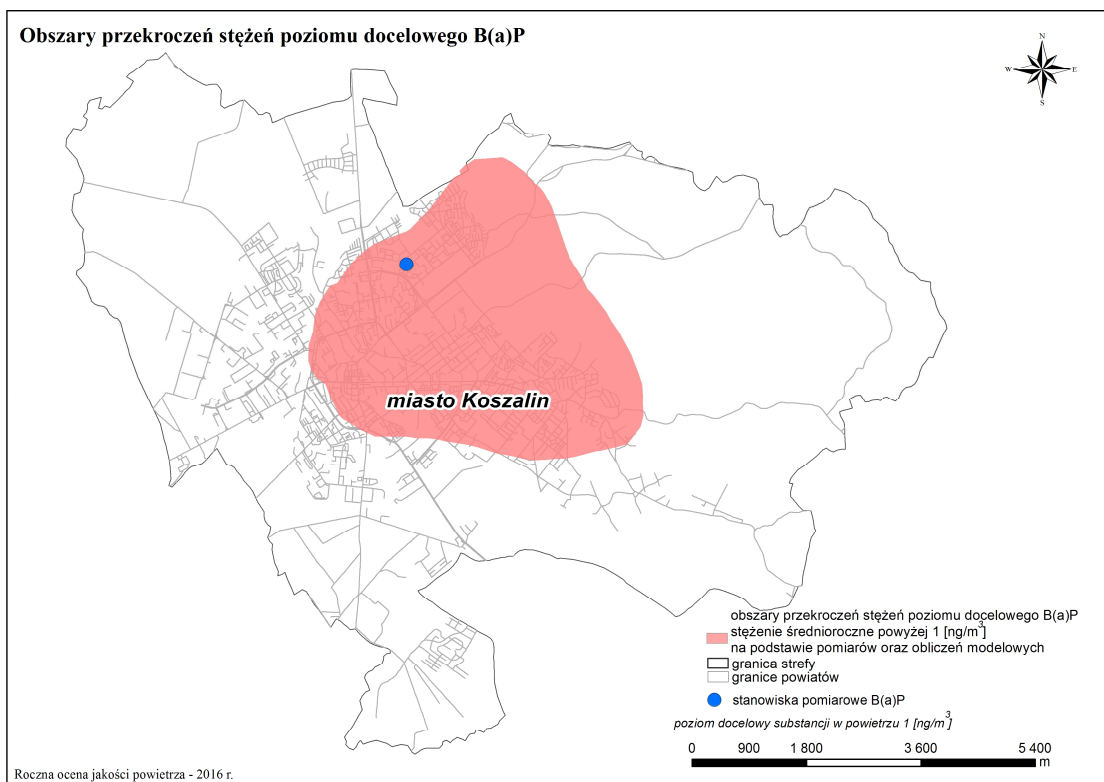 Obszary przekroczeń stężeń poziomu docelowego B(a)P
N
W
E
S
miasto Koszalin
obszary przekroczeń stężeń poziomu docelowego B(a)P
stężenie średnioroczne powyżej 1 [ng/m³]
na podstawie pomiarów oraz obliczeń modelowych
granica strefy
granice powiatów
stanowiska pomiarowe B(a)P
poziom docelowy substancji w powietrzu 1 [ng/m³]
0 900 1 800 3 600 5 400
m
Roczna ocena jakości powietrza - 2016 r.